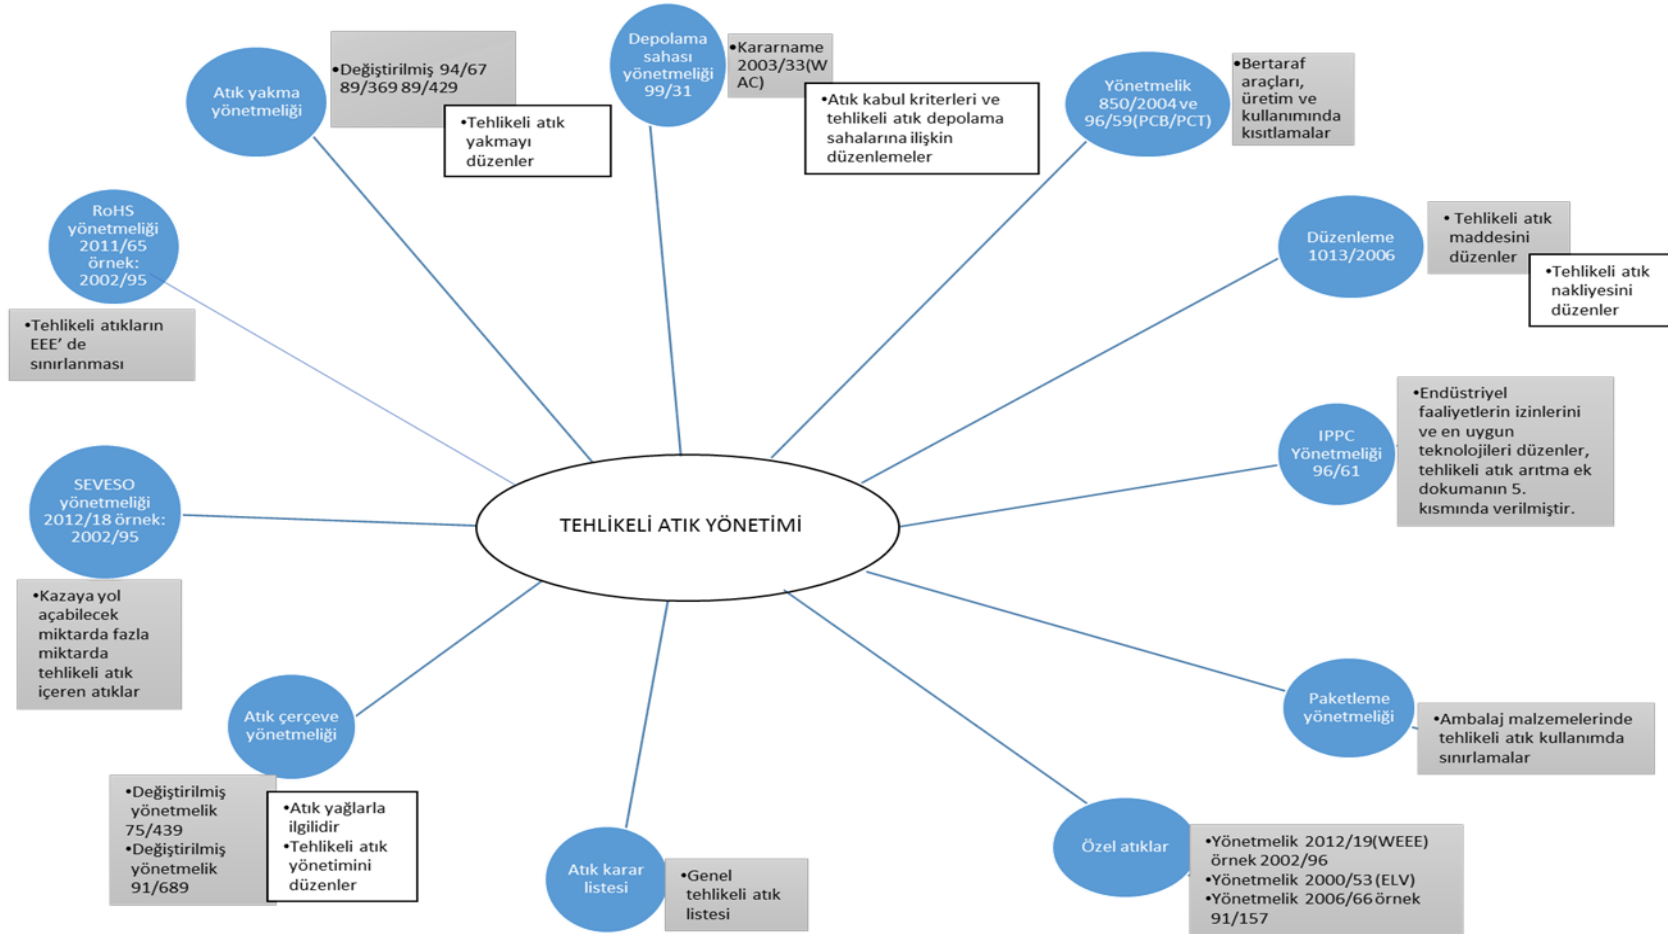 Atık yakma
yönetmeliği
•Değiştirilmiş 94/67
89/369 89/429
•Tehlikeli atık
yakmayı
düzenler
Depolama
sahası
yönetmeliği
99/31
•Kararname
2003/33(W
AC)
•Atık kabul kriterleri ve
tehlikeli atık depolama
sahalarına ilişkin
düzenlemeler
Yönetmelik
850/2004 ve
96/59(PCB/PCT)
•Bertaraf
araçları,
üretim ve
kullanımında
kısıtlamalar
RoHS
yönetmeliği
2011/65
örnek:
2002/95
•Tehlikeli atıkların
EEE' de
sınırlanması
Düzenleme
1013/2006
• Tehlikeli atık
maddesini
düzenler
•Tehlikeli atık
nakliyesini
düzenler
IPPC
Yönetmeliği
96/61
•Endüstriyel
faaliyetlerin izinlerini
ve en uygun
teknolojileri düzenler,
tehlikeli atık arıtma ek
dokumanın 5.
kısmında verilmiştir.
SEVESO
yönetmeliği
2012/18 örnek:
2002/95
•Kazaya yol
açabilecek
miktarda fazla
miktarda
tehlikeli atık
içeren atıklar
TEHLİKELİ ATIK YÖNETİMİ
Atık çerçeve
yönetmeliği
•Değiştirilmiş
yönetmelik
75/439
•Değiştirilmiş
yönetmelik
91/689
•Atık yağlarla
ilgilidir
•Tehlikeli atık
yönetimini
düzenler
Atık karar
listesi
•Genel
tehlikeli atık
listesi
Özel atıklar
•Yönetmelik 2012/19(WEEE)
örnek 2002/96
•Yönetmelik 2000/53 (ELV)
•Yönetmelik 2006/66 örnek
91/157
Paketleme
yönetmeliği
•Ambalaj malzemelerinde
tehlikeli atık kullanımda
sınırlamalar